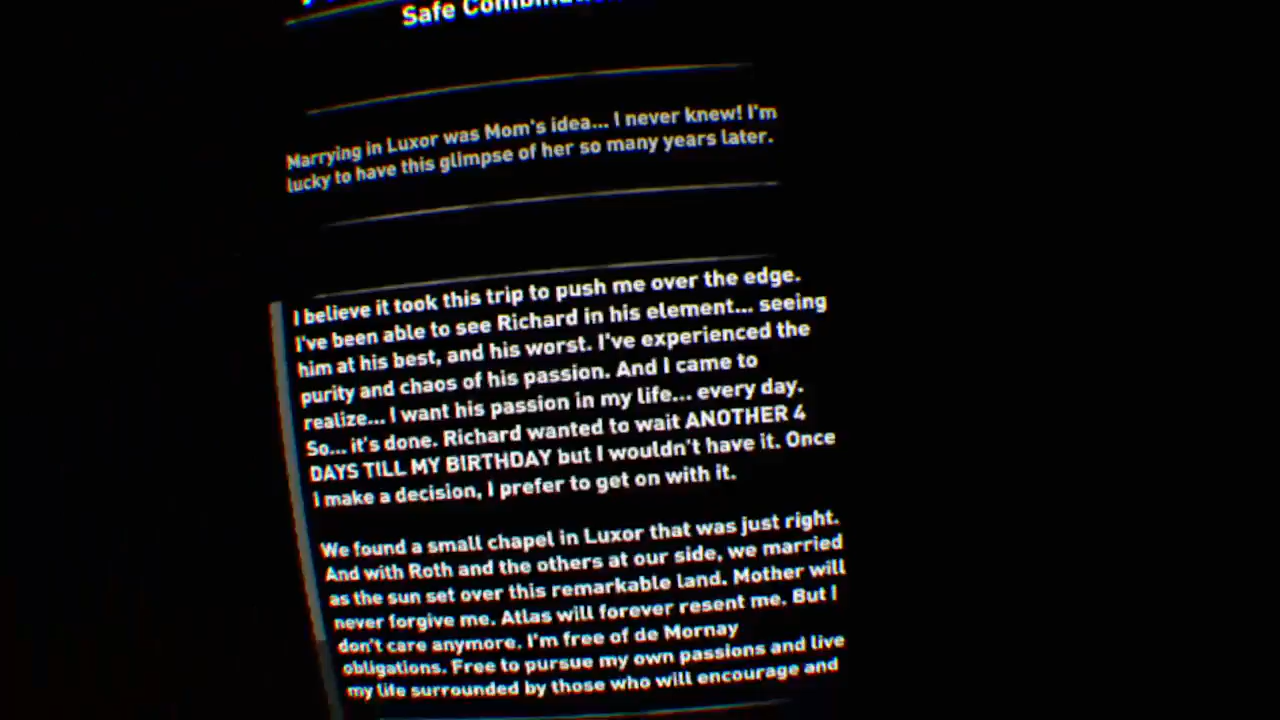 Safe
Marrying in Luxor was Mom's idea... I never knew! I'm
lucky to have this glimpse of her so many years later.
I believe it took this trip to push me over the edge.
I've been able to see Richard in his element... seeing
him at his best, and his worst. I've experienced the
purity and chaos of his passion. And I came to
realize... I want his passion in my life... every day.
So... it's done. Richard wanted to wait ANOTHER 4
DAYS TILL MY BIRTHDAY but I wouldn't have it. Once
I make a decision, I prefer to get on with it.
We found a small chapel in Luxor that was just right.
And with Roth and the others at our side, we married
as the sun set over this remarkable land. Mother will
never forgive me. Atlas will forever resent me. But I
don't care anymore. I'm free of de Mornay
obligations. Free to pursue my own passions and live
my life surrounded by those who will encourage and